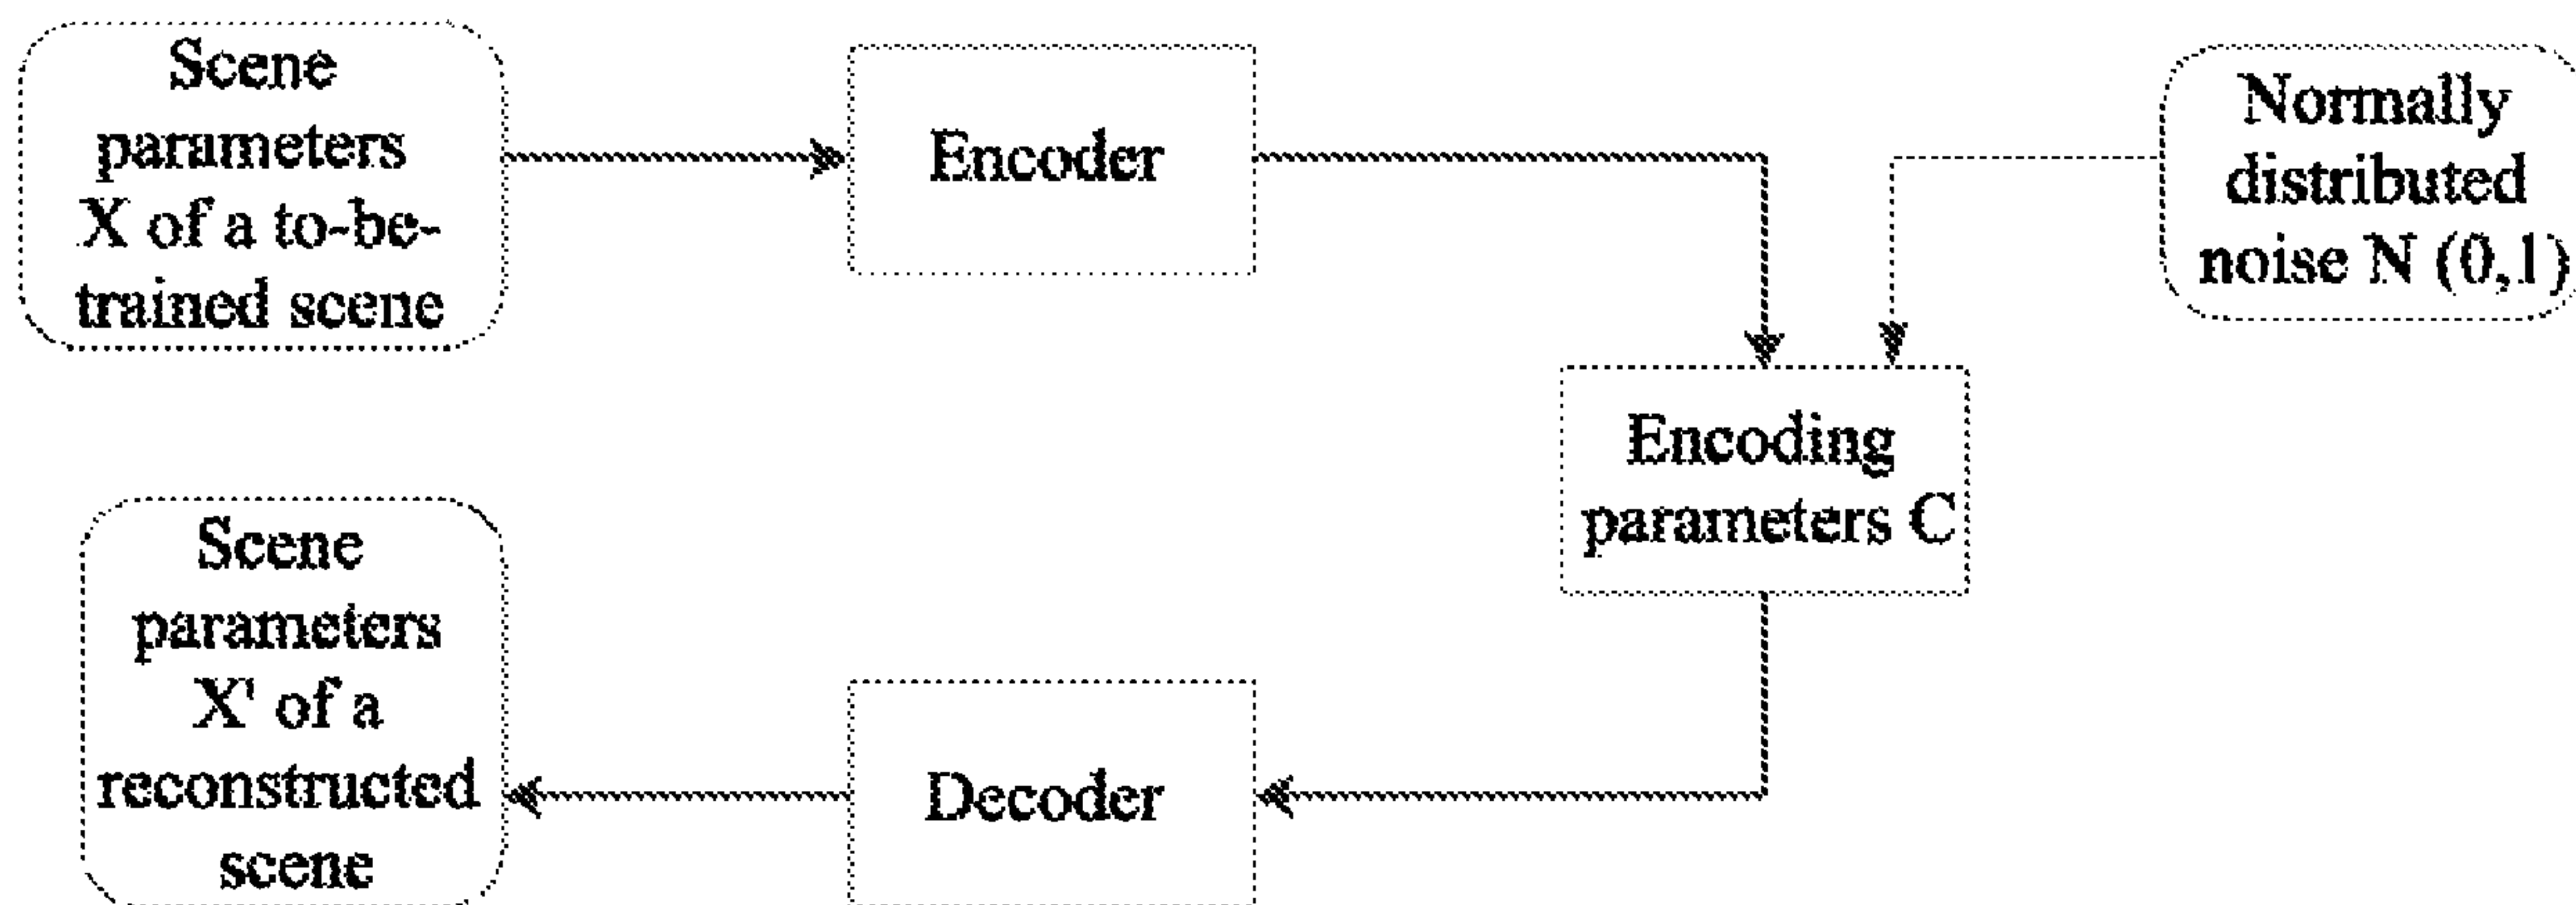 Scene
parameters
X of a to-be-
trained scene
Encoder
Normally
distributed
noise N (0,1)
Encoding
parameters C
Scene
parameters
X' of a
reconstructed
scene
Decoder